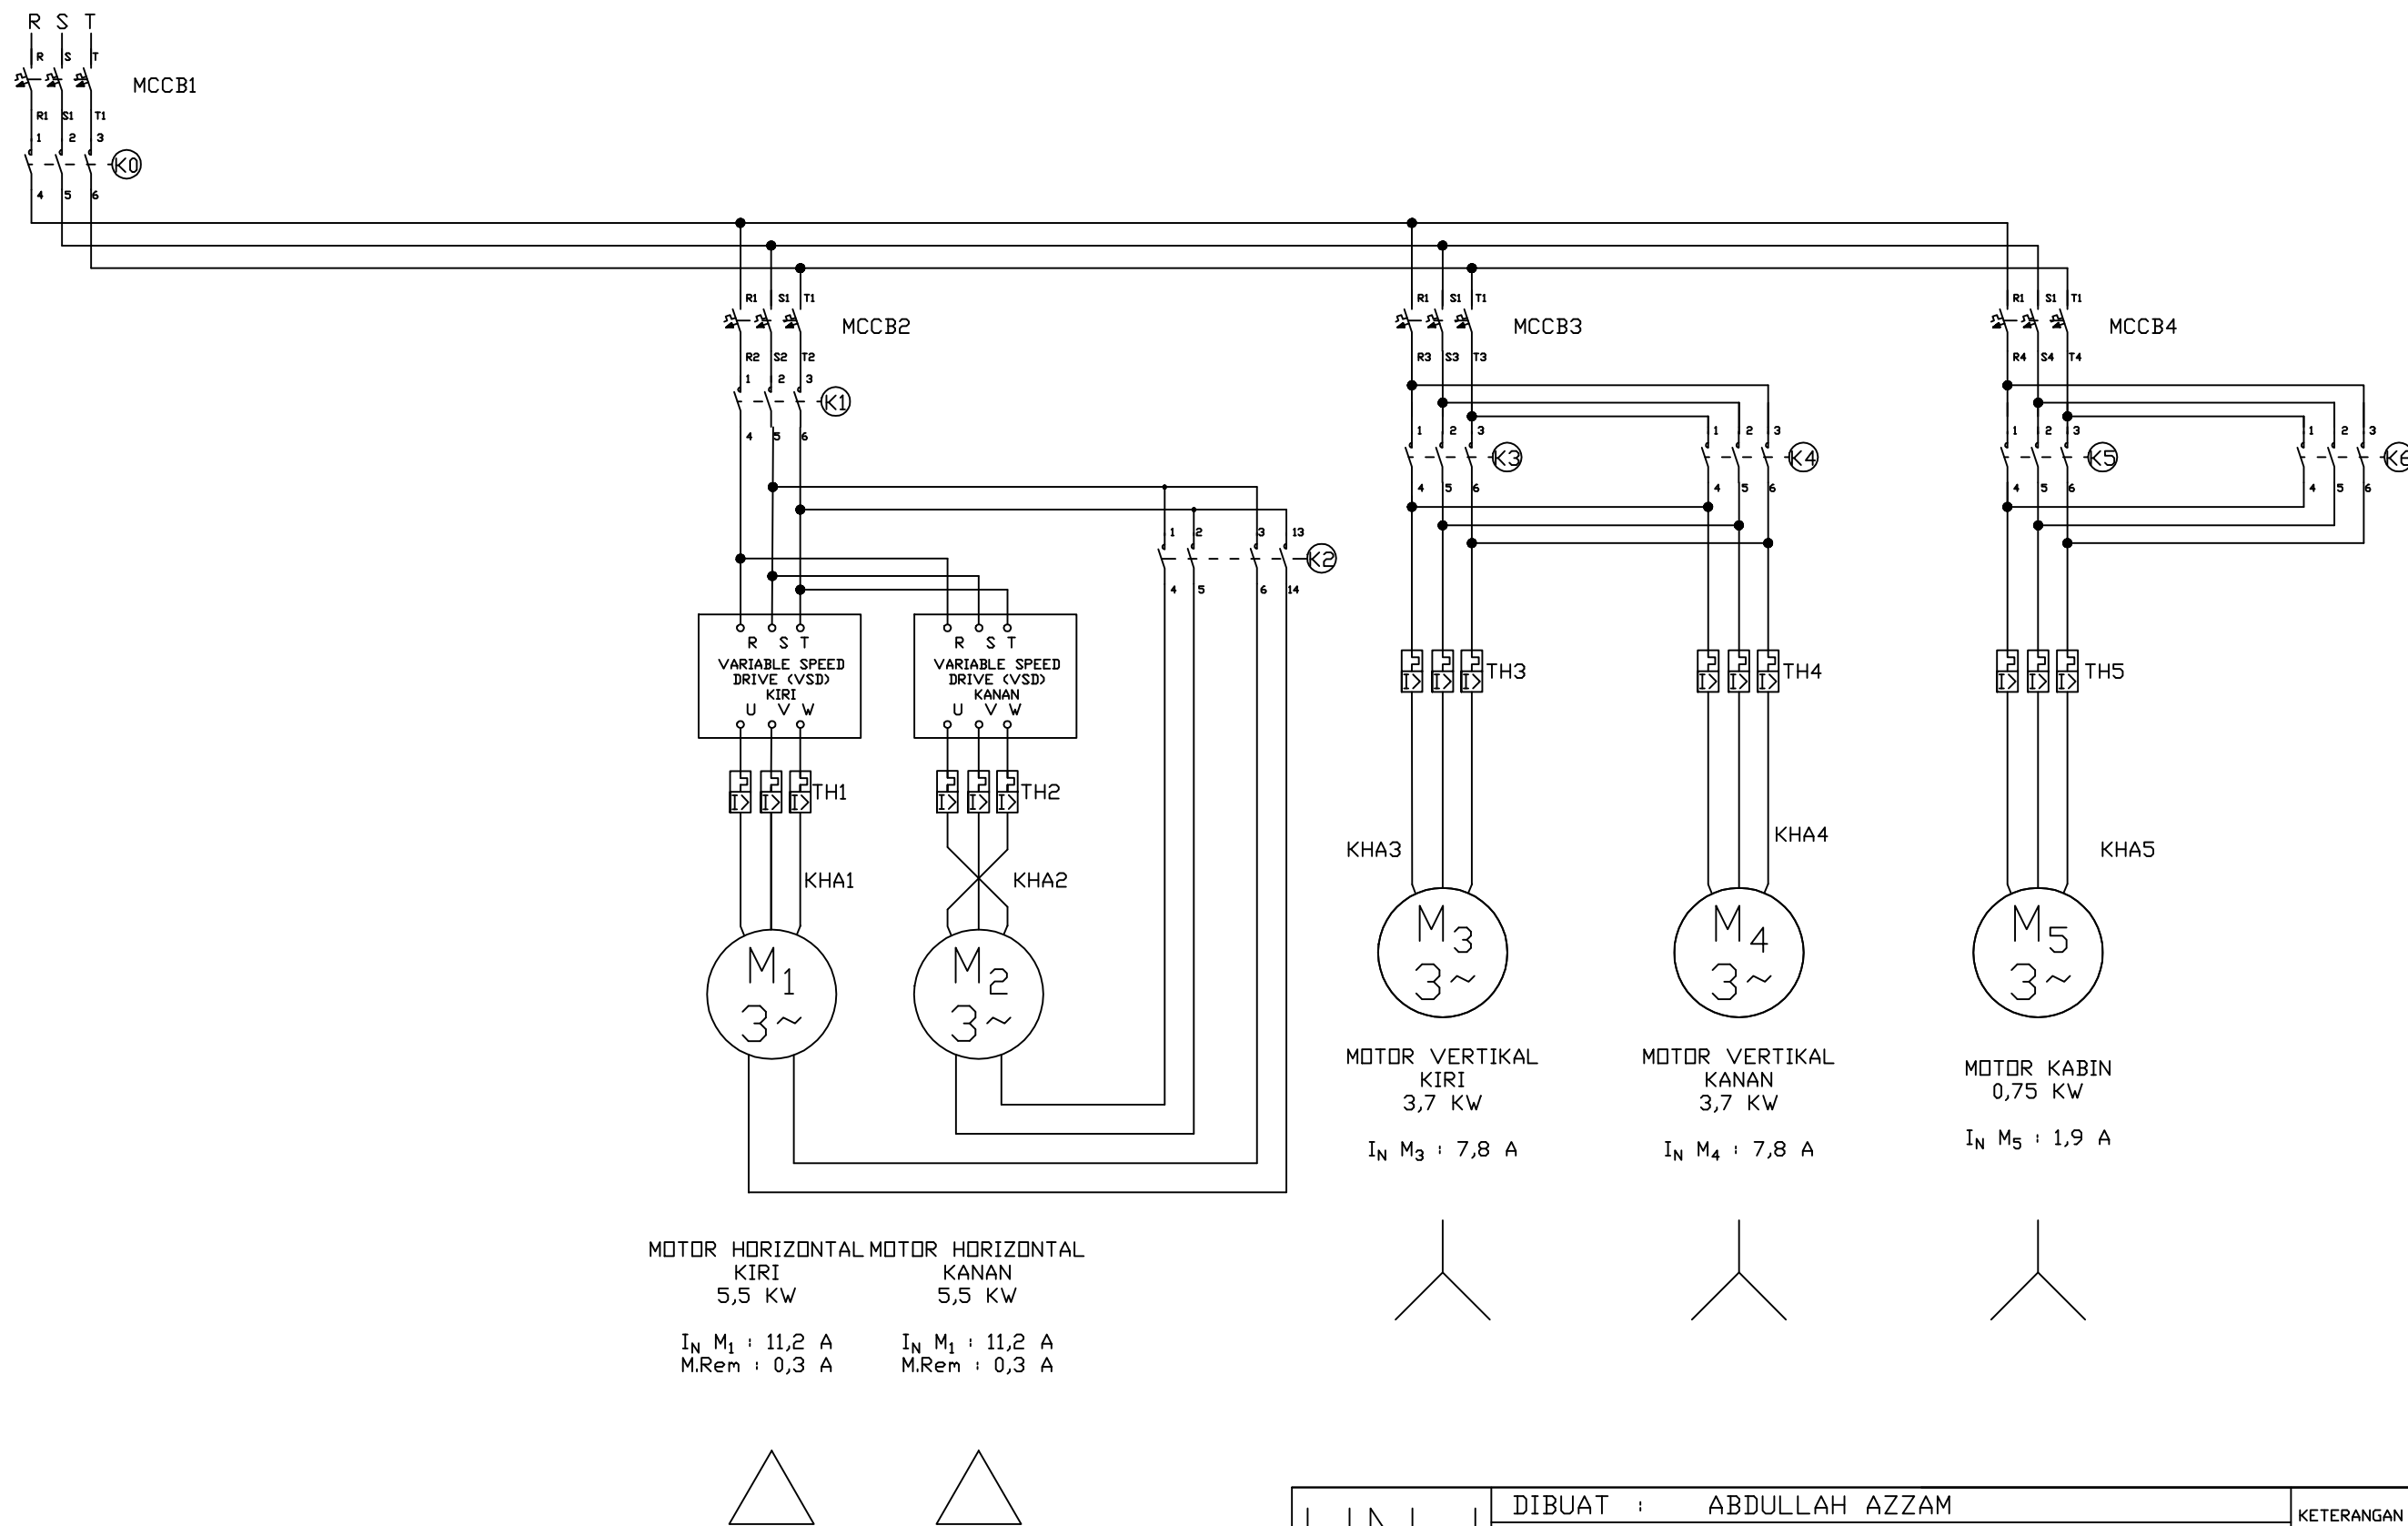 R S T
R S T
MCCB1
R1 S1 T1
1 2 3
K0
4 5 6
R1 S1 T1
MCCB2
R2 S2 T2
1 2 3
K1
4 5 6
1 2 3 13
K2
4 5 6 14
R S T
VARIABLE SPEED
DRIVE (VSD)
KIRI
U V W
R S T
VARIABLE SPEED
DRIVE (VSD)
KANAN
U V W
I> I> I> TH1
I> I> I> TH2
KHA1
KHA2
M1
3~
M2
3~
MOTOR HORIZONTAL
KIRI
5,5 KW
IN M1 : 11,2 A
M.Rem : 0,3 A
MOTOR HORIZONTAL
KANAN
5,5 KW
IN M1 : 11,2 A
M.Rem : 0,3 A
R1 S1 T1
MCCB3
R3 S3 T3
1 2 3
K3
4 5 6
1 2 3
K4
4 5 6
I> I> I> TH3
I> I> I> TH4
KHA3
KHA4
M3
3~
M4
3~
MOTOR VERTIKAL
KIRI
3,7 KW
IN M3 : 7,8 A
MOTOR VERTIKAL
KANAN
3,7 KW
IN M4 : 7,8 A
R1 S1 T1
MCCB4
R4 S4 T4
1 2 3
K5
4 5 6
1 2 3
K6
4 5 6
I> I> I> TH5
KHA5
M5
3~
MOTOR KABIN
0,75 KW
IN M5 : 1,9 A
DIBUAT : ABDULLAH AZZAM
KETERANGAN